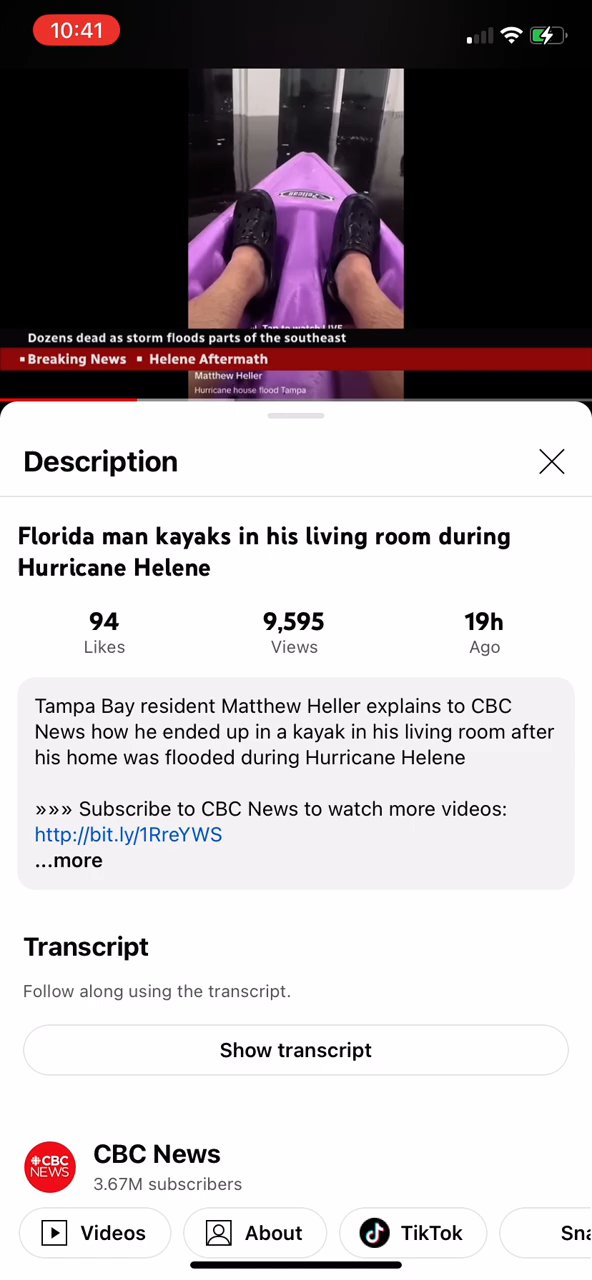 10:41
Pelican
Tap to watch LIVE
Dozens dead as storm floods parts of the southeast
▪ Breaking News ▪ Helene Aftermath
Matthew Heller
Hurricane house flood Tampa
Description
Florida man kayaks in his living room during
Hurricane Helene
94 9,595 19h
Likes Views Ago
Tampa Bay resident Matthew Heller explains to CBC
News how he ended up in a kayak in his living room after
his home was flooded during Hurricane Helene
»»» Subscribe to CBC News to watch more videos:
http://bit.ly/1RreYWS
...more
Transcript
Follow along using the transcript.
Show transcript
CBC
NEWS
CBC News
3.67M subscribers
Videos About TikTok Sna